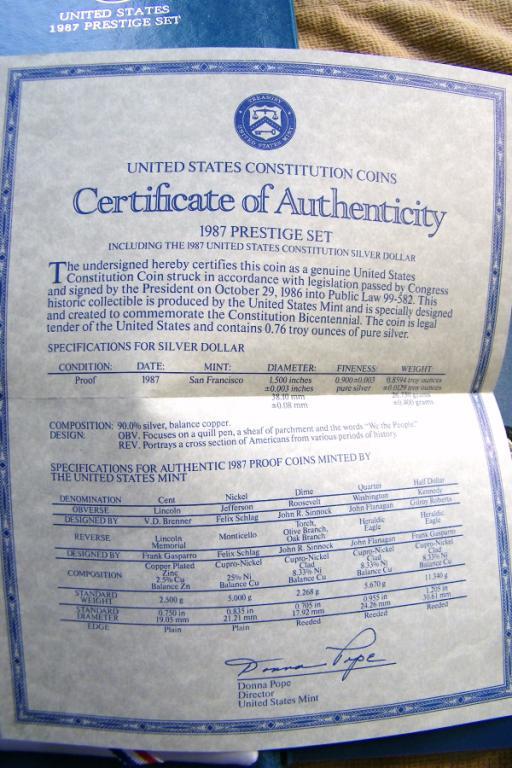 UNITED STATES
1987 PRESTIGE SET
TREASURY
UNITED STATES MINT
UNITED STATES CONSTITUTION COINS
Certificate of Authenticity
1987 PRESTIGE SET
INCLUDING THE 1987 UNITED STATES CONSTITUTION SILVER DOLLAR
The undersigned hereby certifies this coin as a genuine United States
Constitution Coin struck in accordance with legislation passed by Congress
and signed by the President on October 29, 1986 into Public Law 99-582. This
historic collectible is produced by the United States Mint and is specially designed
and created to commemorate the Constitution Bicentennial. The coin is legal
tender of the United States and contains 0.76 troy ounces of pure silver.
SPECIFICATIONS FOR SILVER DOLLAR
CONDITION: DATE: MINT: DIAMETER: FINENESS: WEIGHT
Proof 1987 San Francisco 1.500 inches 0.900±0.003 0.8594 troy ounces
±0.003 inches pure silver ±0.0129 troy ounces
38.10 mm 26.730 grams
±0.08 mm ±0.400 grams
COMPOSITION: 90.0% silver, balance copper.
DESIGN: OBV. Focuses on a quill pen, a sheaf of parchment and the words "We the People."
REV. Portrays a cross section of Americans from various periods of history.
SPECIFICATIONS FOR AUTHENTIC 1987 PROOF COINS MINTED BY
THE UNITED STATES MINT
DENOMINATION Cent Nickel Dime Quarter Half Dollar
OBVERSE Lincoln Jefferson Roosevelt Washington Kennedy
DESIGNED BY V.D. Brenner Felix Schlag John R. Sinnock John Flanagan Gilroy Roberts
REVERSE Lincoln Memorial Monticello Torch, Olive Branch, Oak Branch Heraldic Eagle Heraldic Eagle
DESIGNED BY Frank Gasparro Felix Schlag John R. Sinnock John Flanagan Frank Gasparro
COMPOSITION Copper Plated Zinc 2.5% Cu Balance Zn Cupro-Nickel 25% Ni Balance Cu Cupro-Nickel Clad 8.33% Ni Balance Cu Cupro-Nickel Clad 8.33% Ni Balance Cu Cupro-Nickel Clad 8.33% Ni Balance Cu
STANDARD WEIGHT 2.500 g 5.000 g 2.268 g 5.670 g 11.340 g
STANDARD DIAMETER 0.750 in 19.05 mm 0.835 in 21.21 mm 0.705 in 17.92 mm 0.955 in 24.26 mm 1.205 in 30.61 mm
EDGE Plain Plain Reeded Reeded Reeded
Donna Pope
Donna Pope
Director
United States Mint